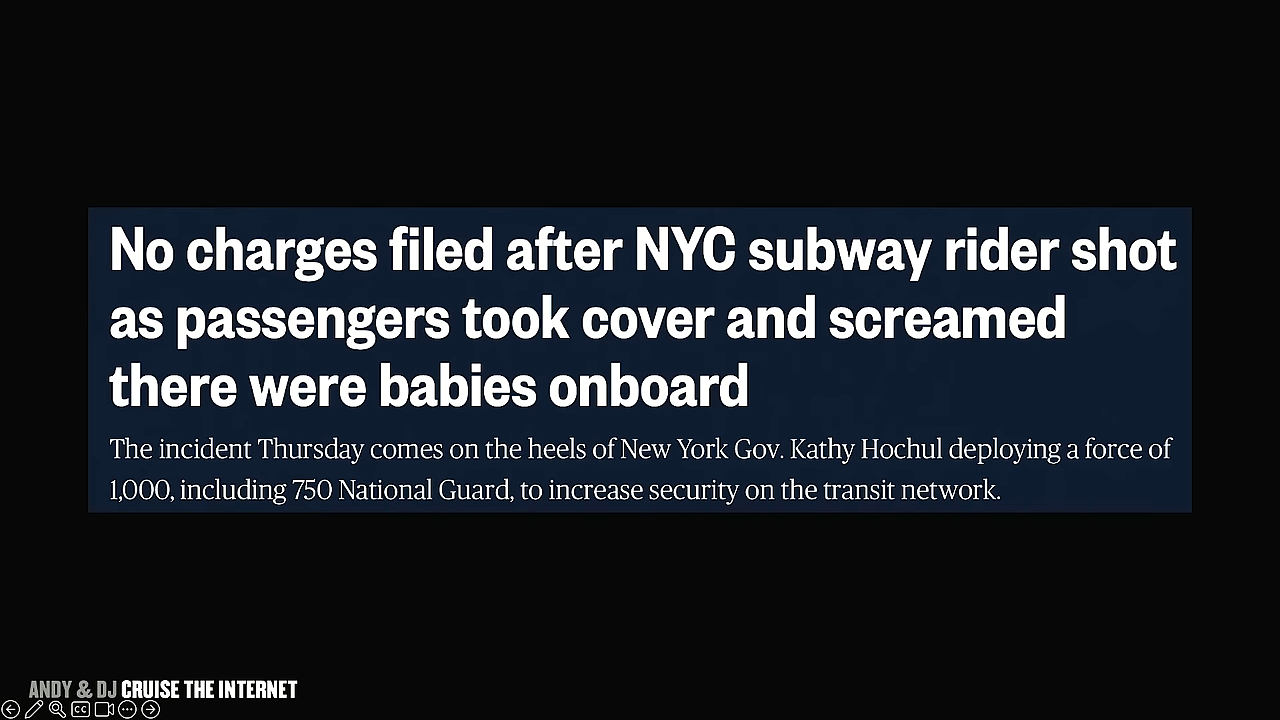 No charges filed after NYC subway rider shot
as passengers took cover and screamed
there were babies onboard
The incident Thursday comes on the heels of New York Gov. Kathy Hochul deploying a force of
1,000, including 750 National Guard, to increase security on the transit network.
ANDY & DJ CRUISE THE INTERNET
CC